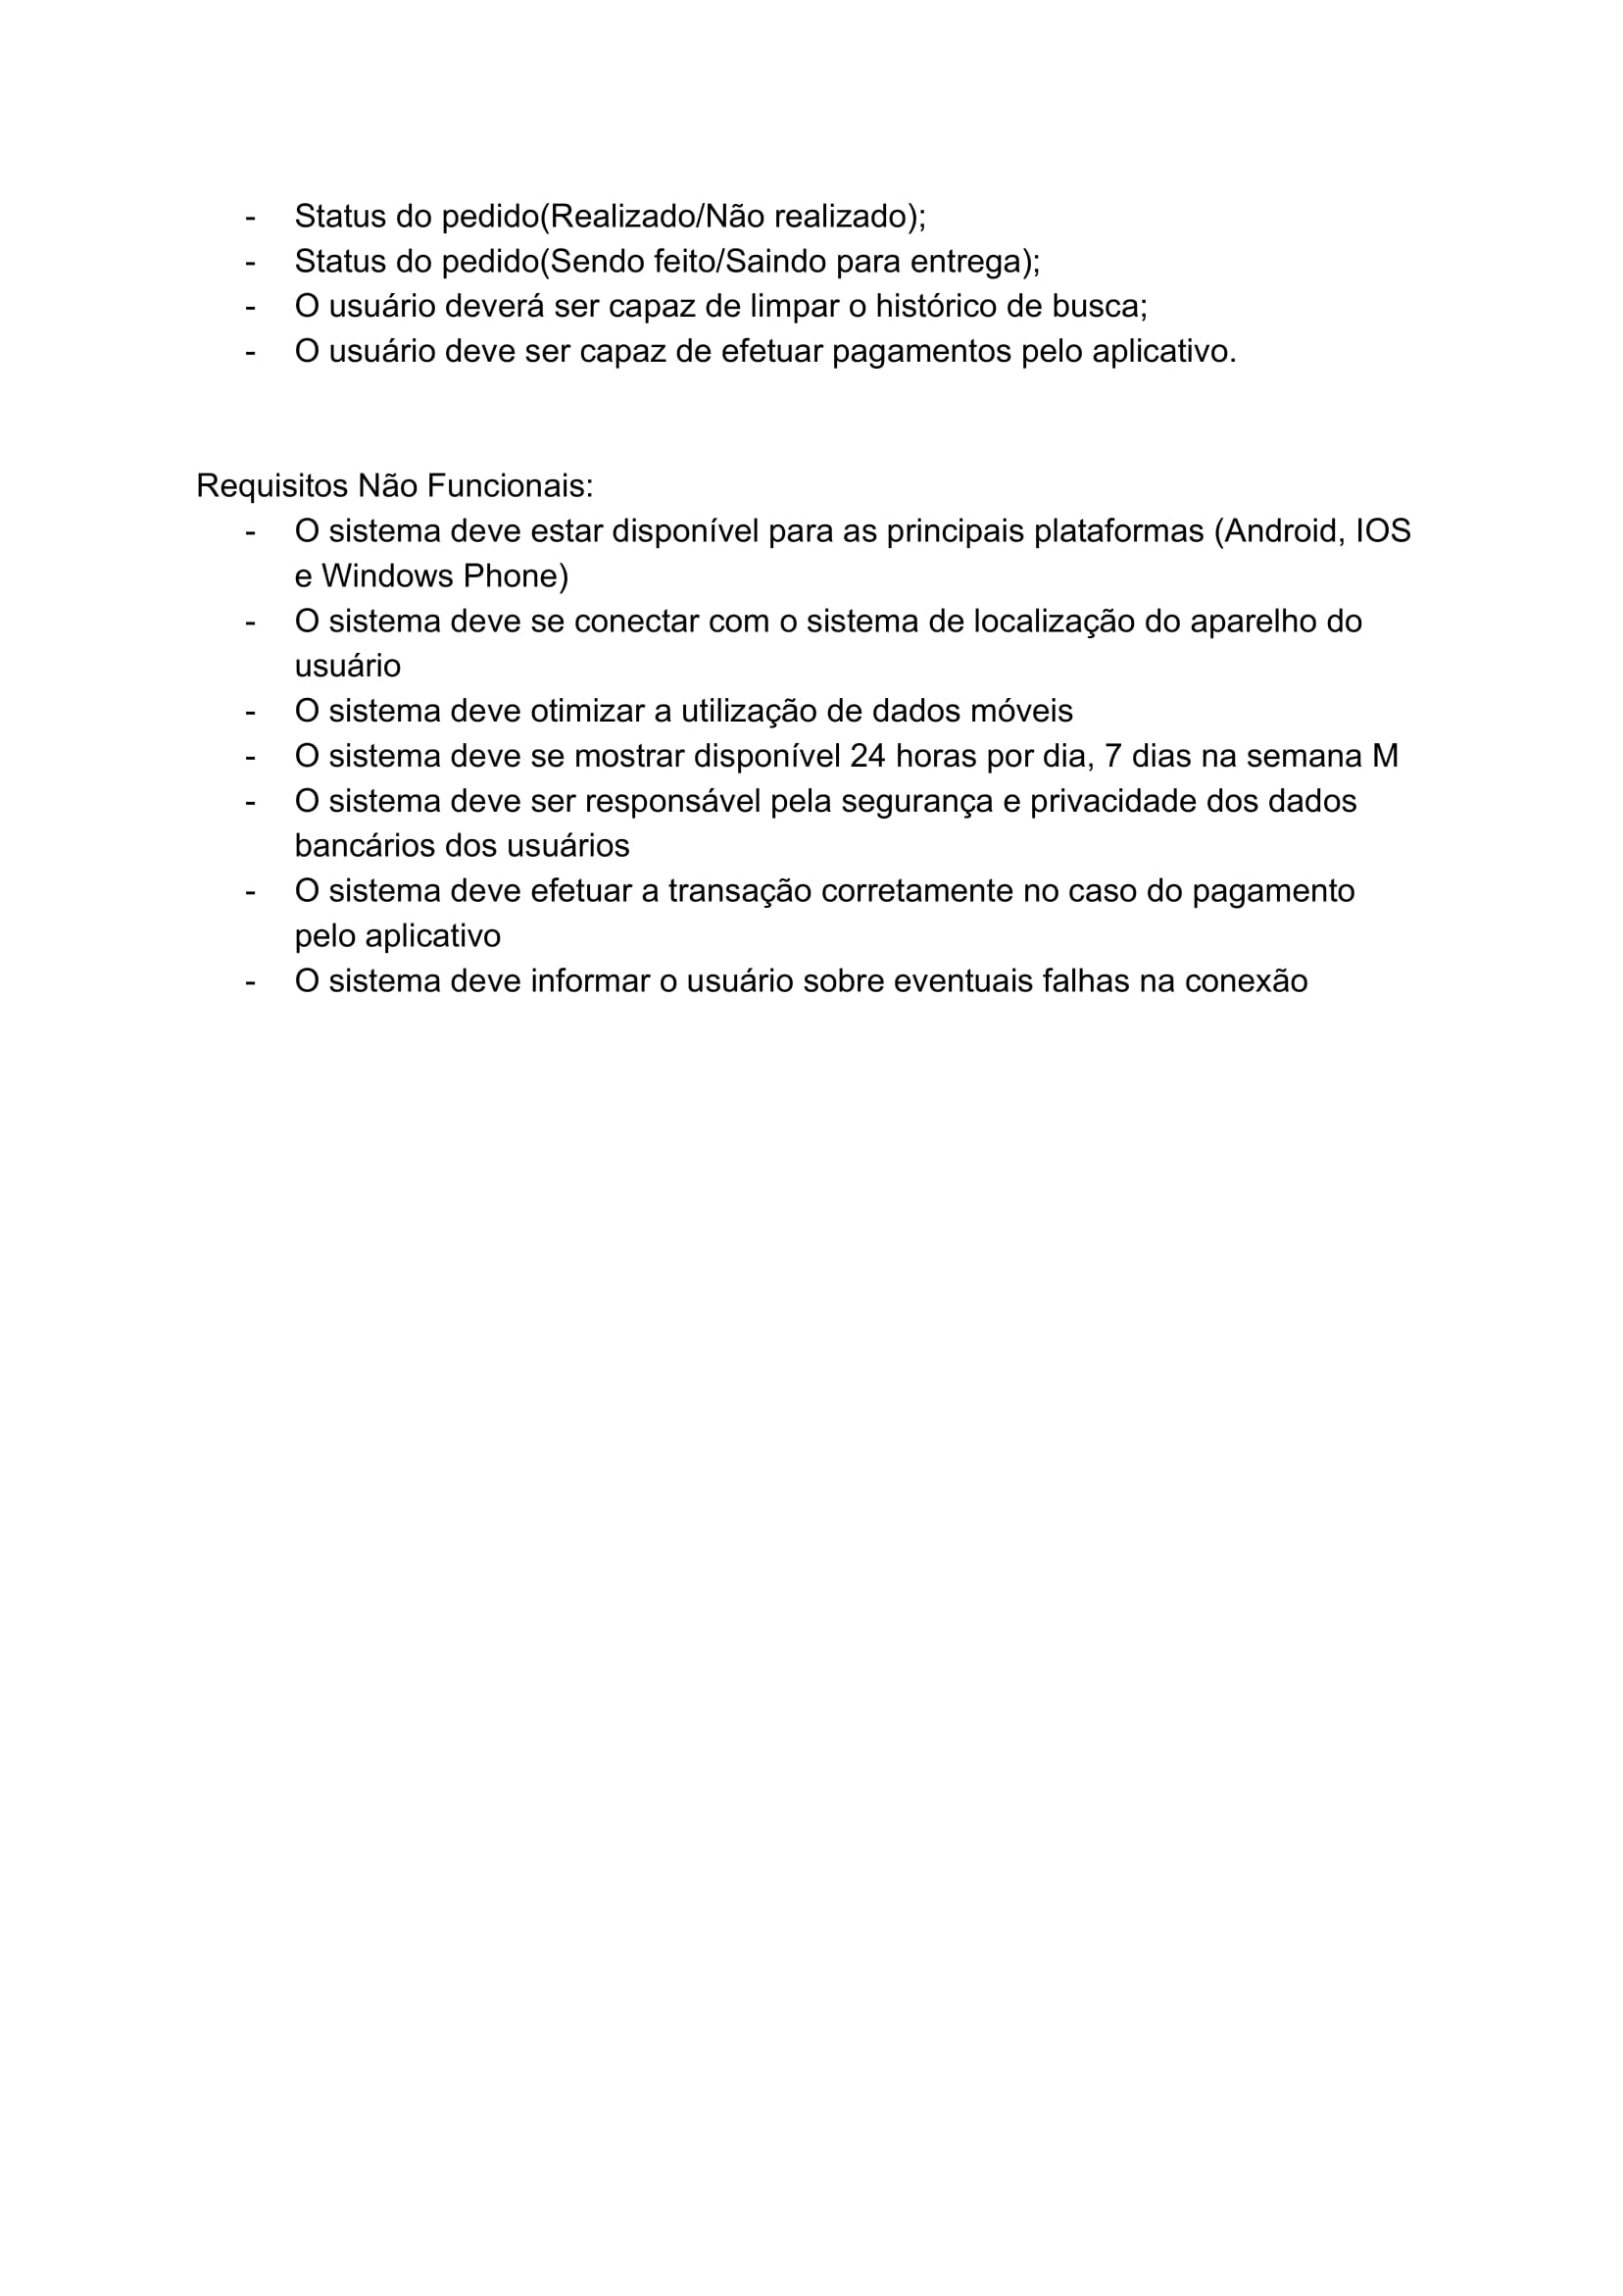 - Status do pedido(Realizado/Não realizado);
- Status do pedido(Sendo feito/Saindo para entrega);
- O usuário deverá ser capaz de limpar o histórico de busca;
- O usuário deve ser capaz de efetuar pagamentos pelo aplicativo.
Requisitos Não Funcionais:
- O sistema deve estar disponível para as principais plataformas (Android, IOS
e Windows Phone)
- O sistema deve se conectar com o sistema de localização do aparelho do
usuário
- O sistema deve otimizar a utilização de dados móveis
- O sistema deve se mostrar disponível 24 horas por dia, 7 dias na semana M
- O sistema deve ser responsável pela segurança e privacidade dos dados
bancários dos usuários
- O sistema deve efetuar a transação corretamente no caso do pagamento
pelo aplicativo
- O sistema deve informar o usuário sobre eventuais falhas na conexão